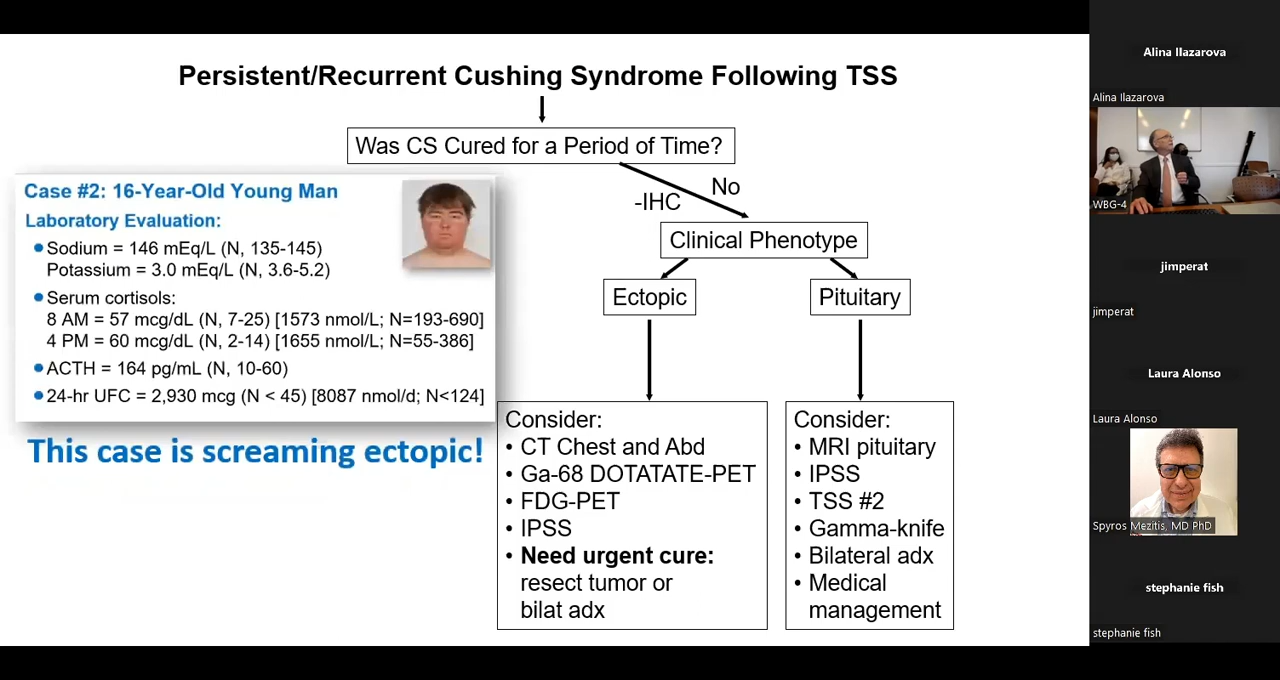 Persistent/Recurrent Cushing Syndrome Following TSS
Was CS Cured for a Period of Time?
No
-IHC
Clinical Phenotype
Ectopic
Pituitary
Case #2: 16-Year-Old Young Man
Laboratory Evaluation:
• Sodium = 146 mEq/L (N, 135-145)
Potassium = 3.0 mEq/L (N, 3.6-5.2)
• Serum cortisols:
8 AM = 57 mcg/dL (N, 7-25) [1573 nmol/L; N=193-690]
4 PM = 60 mcg/dL (N, 2-14) [1655 nmol/L; N=55-386]
• ACTH = 164 pg/mL (N, 10-60)
• 24-hr UFC = 2,930 mcg (N < 45) [8087 nmol/d; N<124]
This case is screaming ectopic!
Consider:
• CT Chest and Abd
• Ga-68 DOTATATE-PET
• FDG-PET
• IPSS
• Need urgent cure:
resect tumor or
bilat adx
Consider:
• MRI pituitary
• IPSS
• TSS #2
• Gamma-knife
• Bilateral adx
• Medical
management
Alina Ilazarova
Alina Ilazarova
WBG-4
jimperat
jimperat
Laura Alonso
Laura Alonso
Spyros Mezitis, MD PhD
stephanie fish
stephanie fish